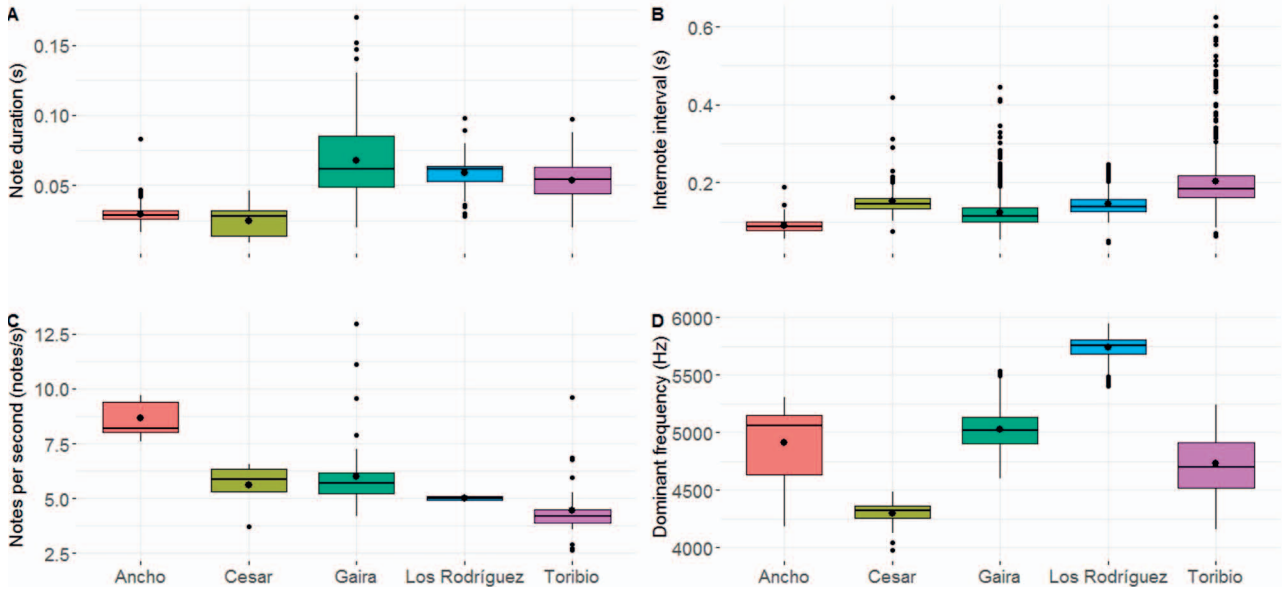 A
Note duration (s)
0.15
0.10
0.05
B
Internote interval (s)
0.6
0.4
0.2
C
Notes per second (notes/s)
12.5
10.0
7.5
5.0
2.5
Ancho Cesar Gaira Los Rodríguez Toribio
D
Dominant frequency (Hz)
6000
5500
5000
4500
4000
Ancho Cesar Gaira Los Rodríguez Toribio